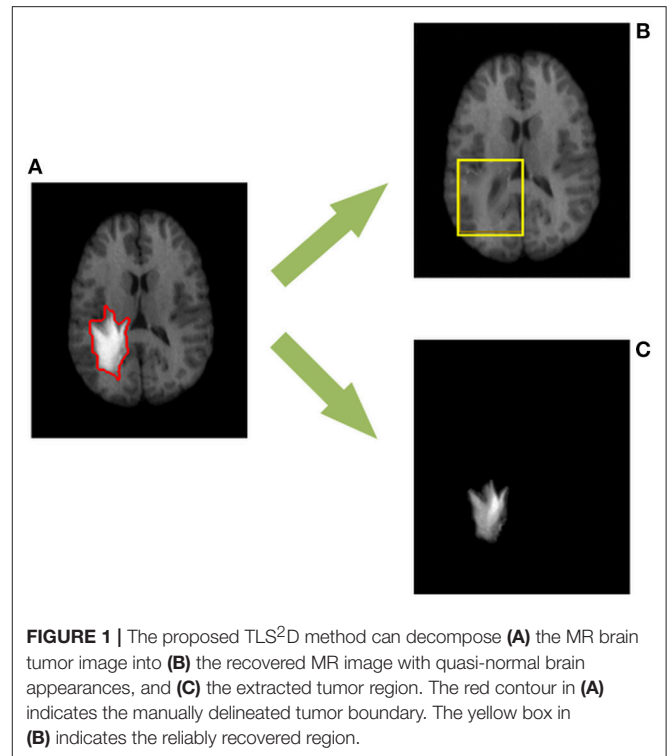 B
A
C
FIGURE 1 | The proposed TLS²D method can decompose (A) the MR brain
tumor image into (B) the recovered MR image with quasi-normal brain
appearances, and (C) the extracted tumor region. The red contour in (A)
indicates the manually delineated tumor boundary. The yellow box in
(B) indicates the reliably recovered region.